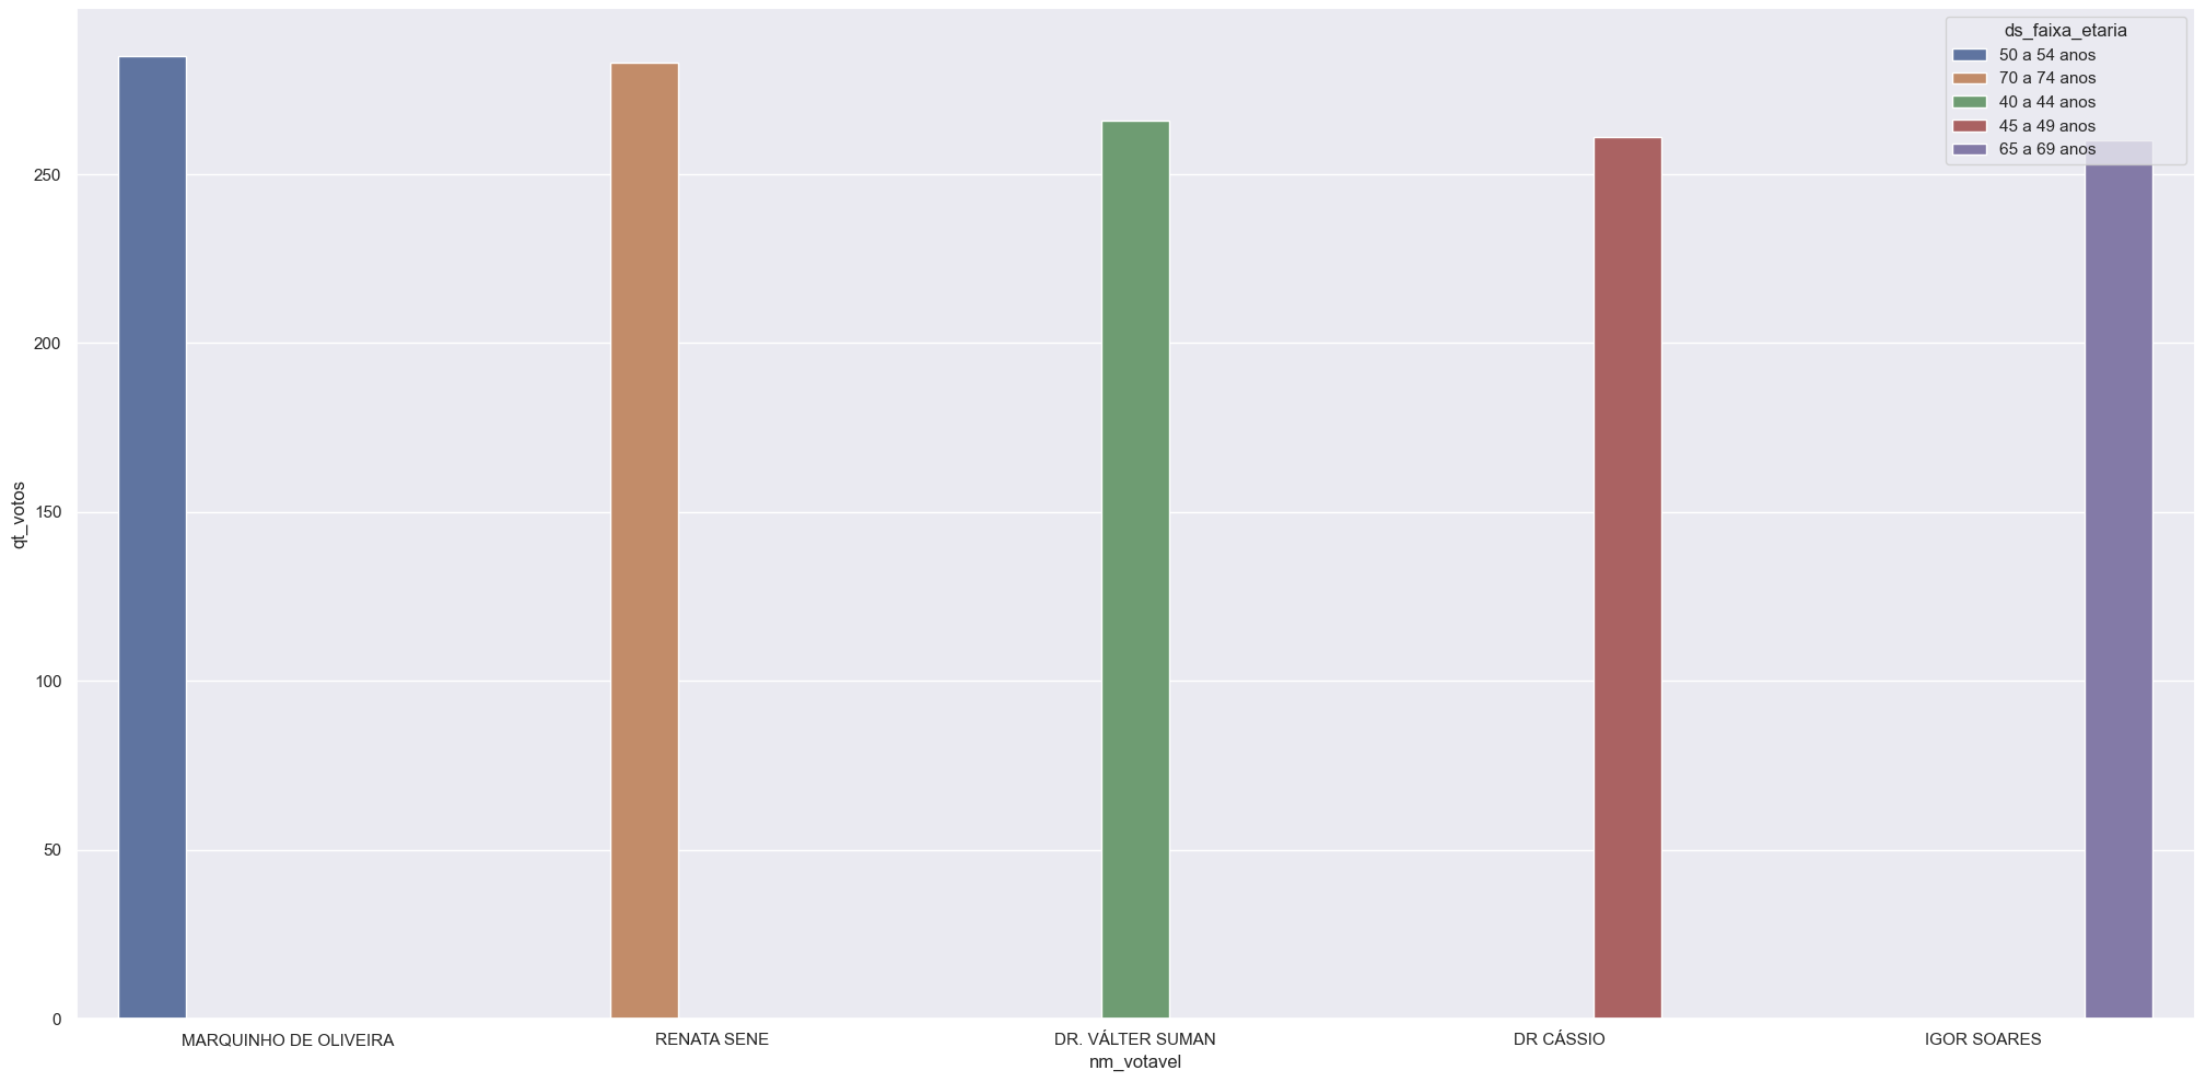 ds_faixa_etaria
50 a 54 anos
70 a 74 anos
40 a 44 anos
45 a 49 anos
65 a 69 anos
250
200
150
100
50
0
qt_votos
MARQUINHO DE OLIVEIRA
RENATA SENE
DR. VÁLTER SUMAN
DR CÁSSIO
IGOR SOARES
nm_votavel